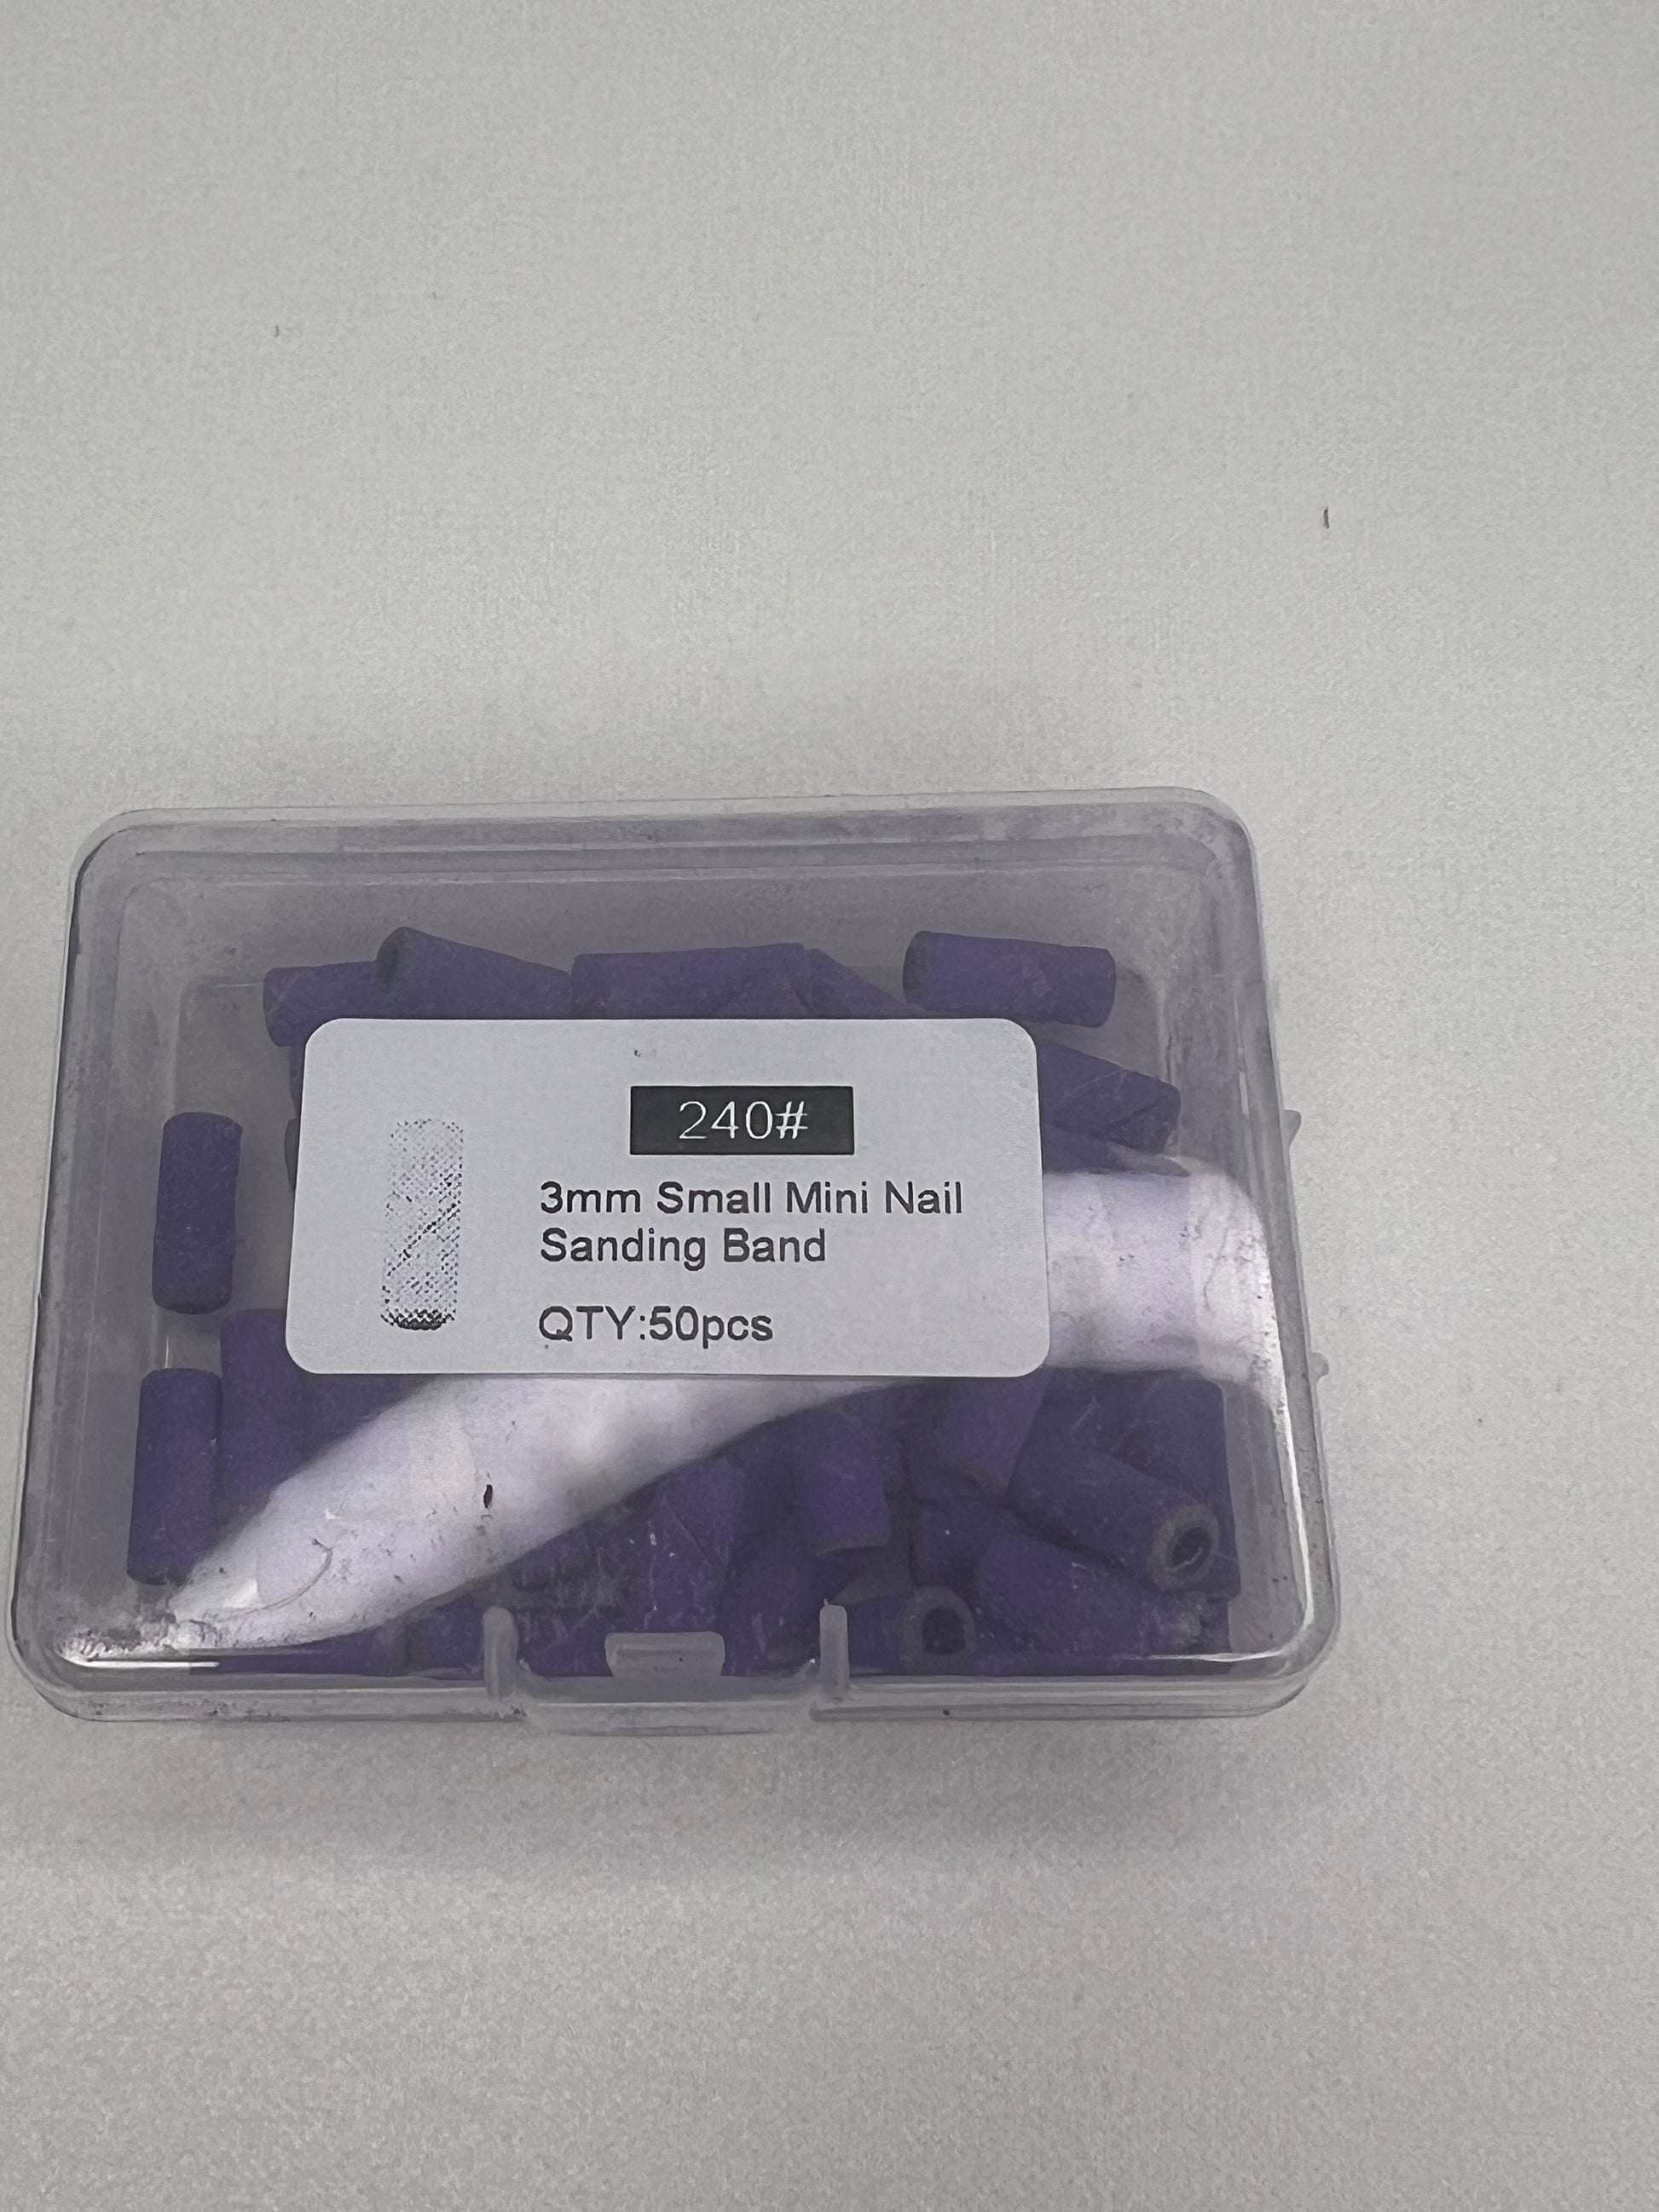 240#
3mm Small Mini Nail
Sanding Band
QTY:50pcs